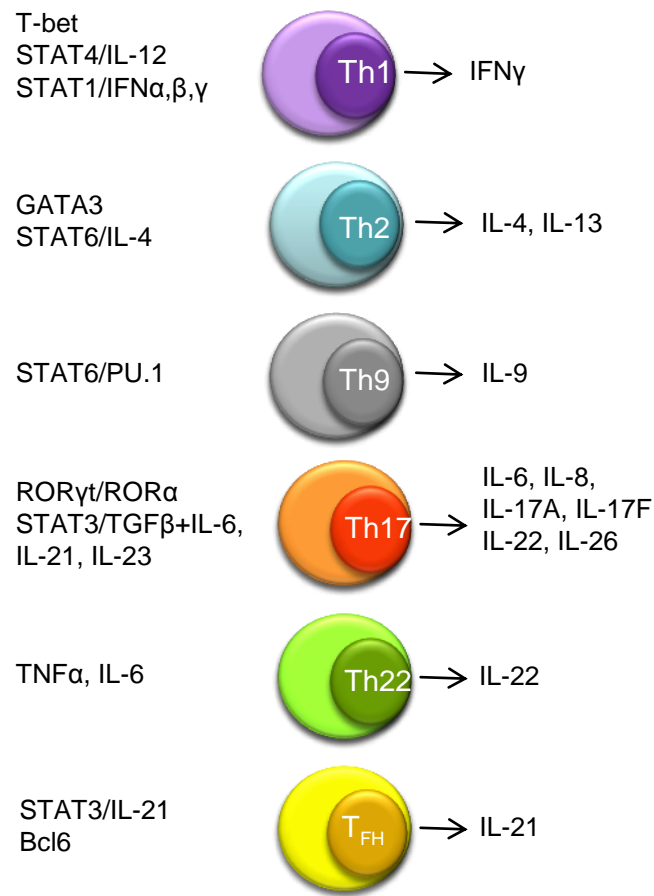 T-bet
STAT4/IL-12
STAT1/IFNα,β,γ
Th1
IFNγ
GATA3
STAT6/IL-4
Th2
IL-4, IL-13
STAT6/PU.1
Th9
IL-9
RORγt/RORα
STAT3/TGFβ+IL-6,
IL-21, IL-23
Th17
IL-6, IL-8,
IL-17A, IL-17F
IL-22, IL-26
TNFα, IL-6
Th22
IL-22
STAT3/IL-21
Bcl6
TFH
IL-21